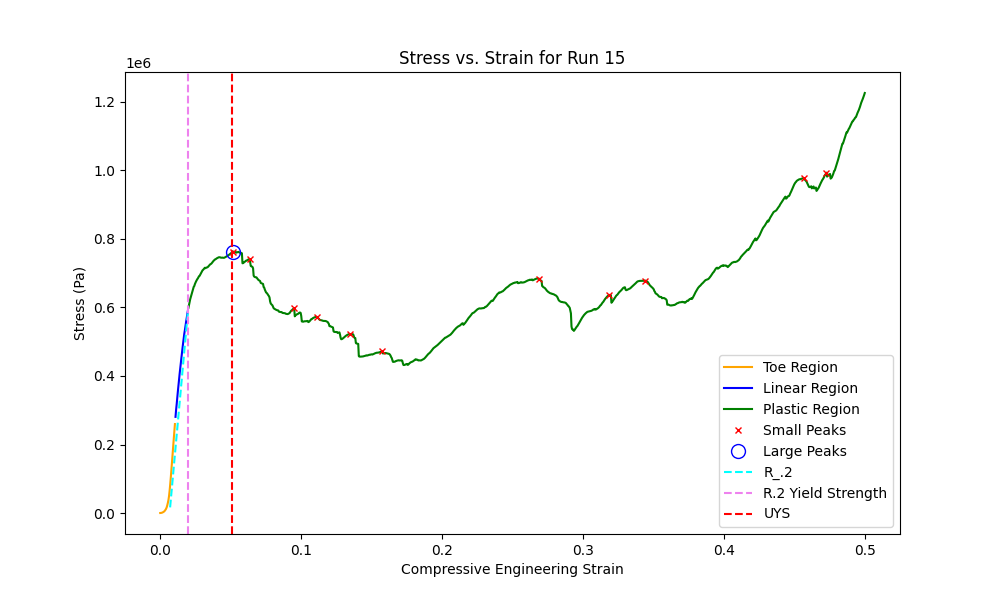 Stress vs. Strain for Run 15
1e6
1.2
1.0
0.8
0.6
0.4
0.2
0.0
Stress (Pa)
0.0 0.1 0.2 0.3 0.4 0.5
Compressive Engineering Strain
Toe Region
Linear Region
Plastic Region
Small Peaks
Large Peaks
R_.2
R.2 Yield Strength
UYS